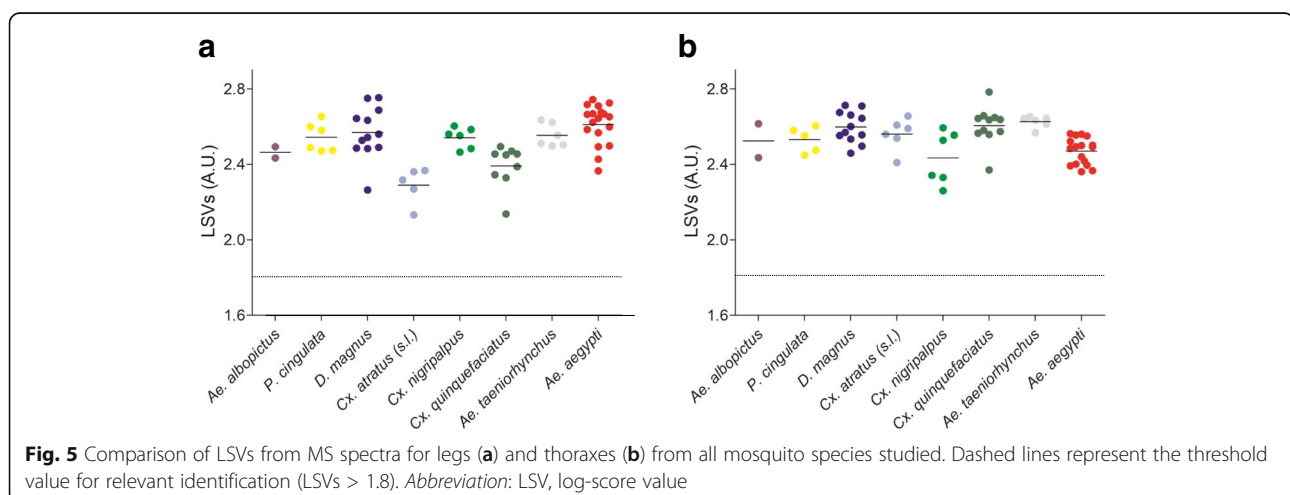 a
b
2.8
2.4
2.0
1.6
LSVs (A.U.)
Ae. albopictus
P. cingulata
D. magnus
Cx. atratus (s.l.)
Cx. nigripalpus
Cx. quinquefaciatus
Ae. taeniorhynchus
Ae. aegypti
2.8
2.4
2.0
1.6
LSVs (A.U.)
Ae. albopictus
P. cingulata
D. magnus
Cx. atratus (s.l.)
Cx. nigripalpus
Cx. quinquefaciatus
Ae. taeniorhynchus
Ae. aegypti
Fig. 5 Comparison of LSVs from MS spectra for legs (a) and thoraxes (b) from all mosquito species studied. Dashed lines represent the threshold
value for relevant identification (LSVs > 1.8). Abbreviation: LSV, log-score value